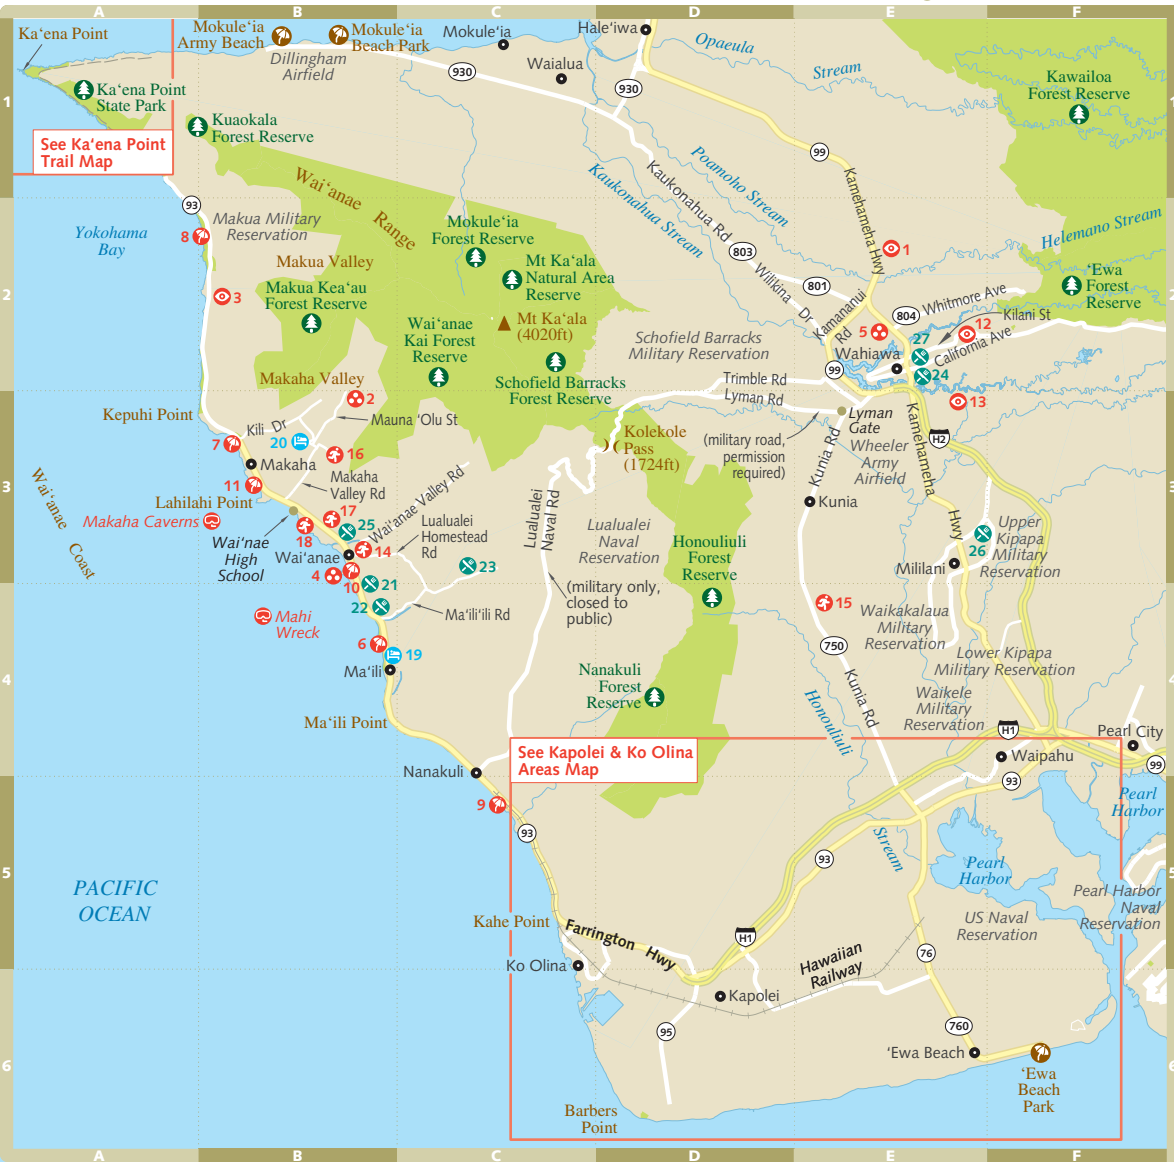 A
B
C
D
E
F
Ka‘ena Point
Mokule‘ia
Army Beach
Mokule‘ia
Beach Park
Mokule‘ia
Hale‘iwa
Dillingham
Airfield
930
Waialua
930
Opaeula
Stream
Kawailoa
Forest Reserve
1
Ka‘ena Point
State Park
Kuaokala
Forest Reserve
See Ka‘ena Point
Trail Map
99
Poamoho Stream
Kaukonahua Stream
Kaukonahua Rd
Kamehameha Hwy
Wai‘anae Range
93
Makua Military
Reservation
Yokohama
Bay
8
Mokule‘ia
Forest Reserve
Helemano Stream
803
1
Makua Valley
Mt Ka‘ala
Natural Area
Reserve
‘Ewa
Forest
Reserve
2
2
3
Makua Kea‘au
Forest Reserve
801
Wilikina Dr
Kamananui
Rd
Whitmore Ave
804
Kilani St
Mt Ka‘ala
(4020ft)
Wai‘anae
Kai Forest
Reserve
Schofield Barracks
Military Reservation
5
27
12
California Ave
Wahiawa
99
24
Makaha Valley
Schofield Barracks
Forest Reserve
Trimble Rd
Lyman Rd
2
13
Kepuhi Point
Kili Dr
Mauna ‘Olu St
Lyman
Gate
Kolekole
Pass
(1724ft)
(military road,
permission
required)
Wheeler
Army
Airfield
H2
7
20
16
Makaha
Makaha
Valley Rd
Kunia Rd
Kamehameha
Hwy
Wai‘anae
Coast
11
3
3
Lahilahi Point
Wai‘anae Valley Rd
Lualualei
Naval Rd
Kunia
Makaha Caverns
17
25
18
Wai‘nae
High
School
Lualualei
Homestead
Rd
Lualualei
Naval
Reservation
Honouliuli
Forest
Reserve
Upper
Kipapa
Military
Reservation
26
Wai‘anae
14
23
Mililani
4
10
21
(military only,
closed to
public)
15
Mahi
Wreck
22
Ma‘ili‘ili Rd
Waikakalaua
Military
Reservation
6
19
750
Ma‘ili
Lower Kipapa
Military Reservation
4
4
Nanakuli
Forest
Reserve
Kunia Rd
Waikele
Military
Reservation
Honouliuli
Ma‘ili Point
H1
Pearl City
See Kapolei & Ko Olina
Areas Map
Waipahu
99
Nanakuli
93
Pearl
Harbor
9
93
Stream
93
Pearl
Harbor
5
5
PACIFIC
OCEAN
Pearl Harbor
Naval
Reservation
Kahe Point
Farrington Hwy
H1
US Naval
Reservation
Ko Olina
Hawaiian
Railway
76
Kapolei
95
760
‘Ewa Beach
6
6
‘Ewa
Beach
Park
Barbers
Point
A
B
C
D
E
F